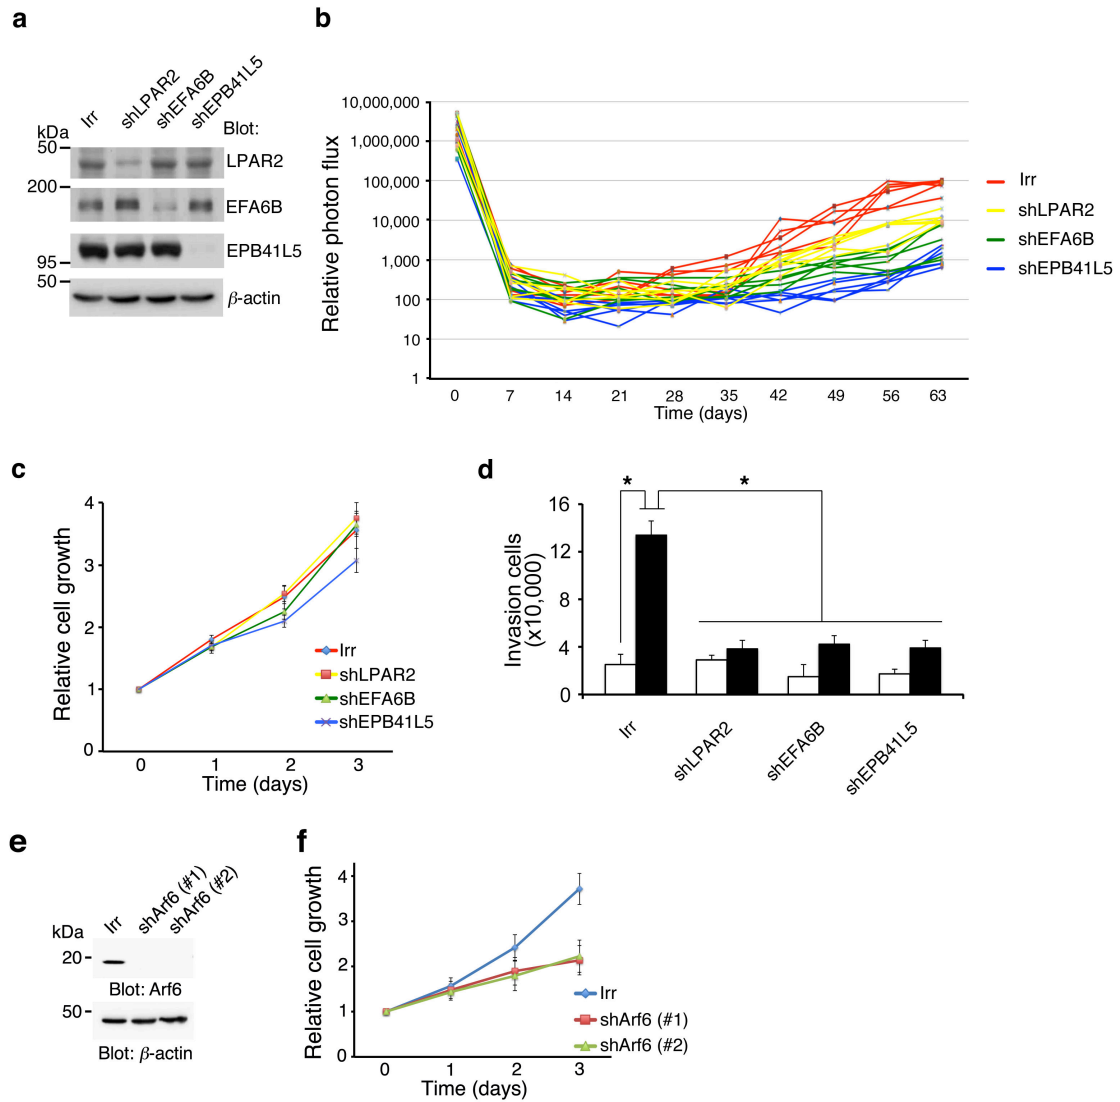 a
Irr
shLPAR2
shEFA6B
shEPB41L5
Blot:
kDa
50
LPAR2
200
EFA6B
EPB41L5
95
50
β-actin
b
Relative photon flux
10,000,000
1,000,000
100,000
10,000
1,000
100
10
1
0 7 14 21 28 35 42 49 56 63
Time (days)
Irr
shLPAR2
shEFA6B
shEPB41L5
c
Relative cell growth
4
3
2
1
0
0 1 2 3
Time (days)
Irr
shLPAR2
shEFA6B
shEPB41L5
d
Invasion cells
(x10,000)
16
12
8
4
0
* *
Irr
shLPAR2
shEFA6B
shEPB41L5
e
Irr
shArf6 (#1)
shArf6 (#2)
kDa
20
Blot: Arf6
50
Blot: β-actin
f
Relative cell growth
4
3
2
1
0
0 1 2 3
Time (days)
Irr
shArf6 (#1)
shArf6 (#2)